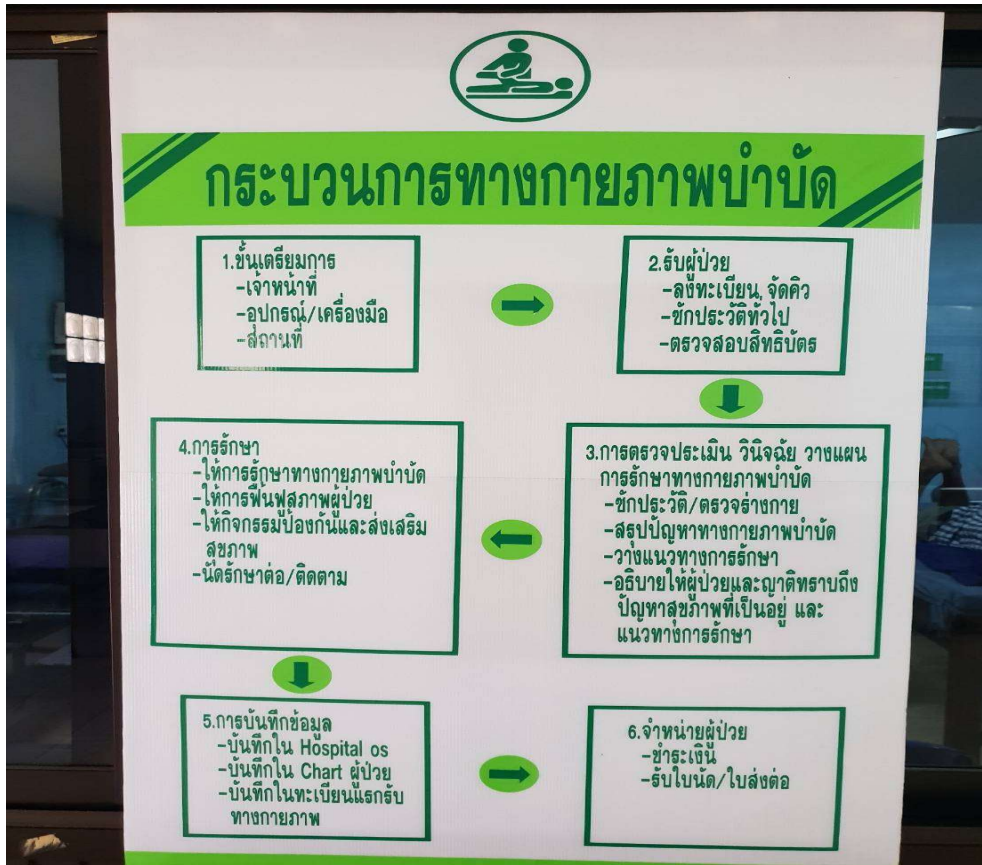 กระบวนการทางกายภาพบำบัด
1.ขั้นเตรียมการ
-เจ้าหน้าที่
-อุปกรณ์/เครื่องมือ
-สถานที่
2.รับผู้ป่วย
-ลงทะเบียน, จัดคิว
-ซักประวัติทั่วไป
-ตรวจสอบสิทธิบัตร
3.การตรวจประเมิน วินิจฉัย วางแผน
การรักษาทางกายภาพบำบัด
-ซักประวัติ/ตรวจร่างกาย
-สรุปปัญหาทางกายภาพบำบัด
-วางแนวทางการรักษา
-อธิบายให้ผู้ป่วยและญาติทราบถึง
ปัญหาสุขภาพที่เป็นอยู่ และ
แนวทางการรักษา
4.การรักษา
-ให้การรักษาทางกายภาพบำบัด
-ให้การฟื้นฟูสภาพผู้ป่วย
-ให้กิจกรรมป้องกันและส่งเสริม
สุขภาพ
-นัดรักษาต่อ/ติดตาม
5.การบันทึกข้อมูล
-บันทึกใน Hospital os
-บันทึกใน Chart ผู้ป่วย
-บันทึกในทะเบียนแรกรับ
ทางกายภาพ
6.จำหน่ายผู้ป่วย
-ชำระเงิน
-รับใบนัด/ใบส่งต่อ